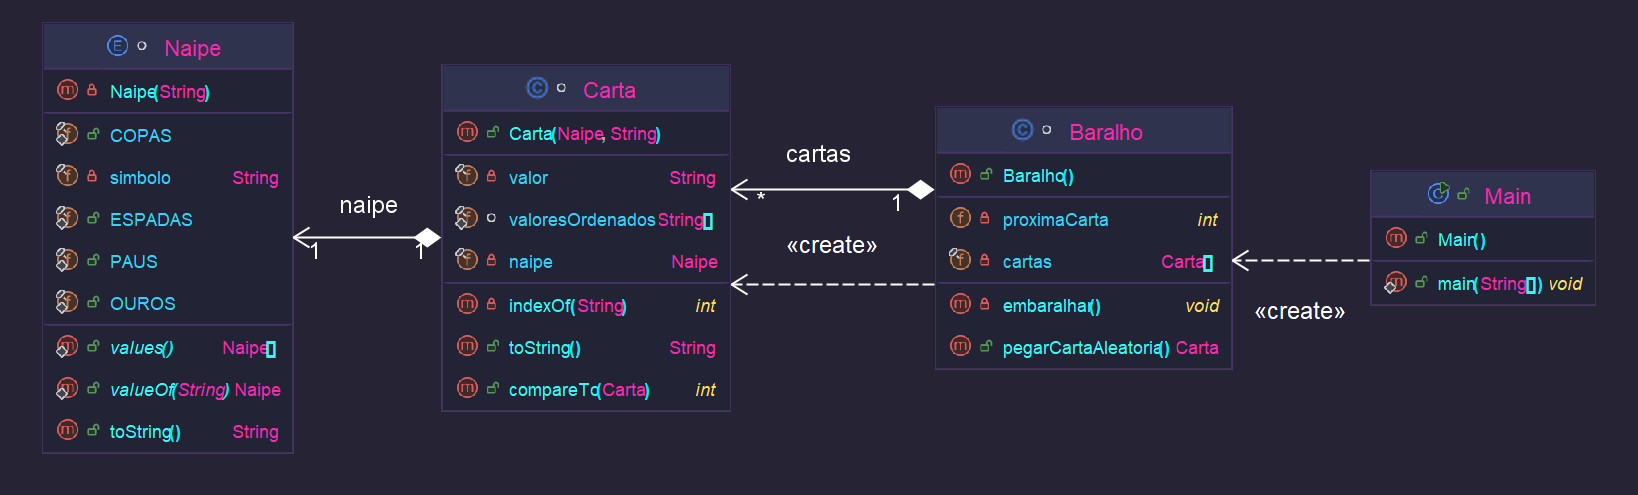 E Naipe
m Naipe(String)
f COPAS
f simbolo String
f ESPADAS
f PAUS
f OUROS
m values() Naipe[]
m valueOf(String) Naipe
m toString() String
naipe
1 1
C Carta
m Carta(Naipe, String)
f valor String
f valoresOrdenados String[]
f naipe Naipe
m indexOf(String) int
m toString() String
m compareTo(Carta) int
cartas
* 1
«create»
C Baralho
m Baralho()
f proximaCarta int
f cartas Carta[]
m embaralhar() void
m pegarCartaAleatoria() Carta
«create»
C Main
m Main()
m main(String[]) void